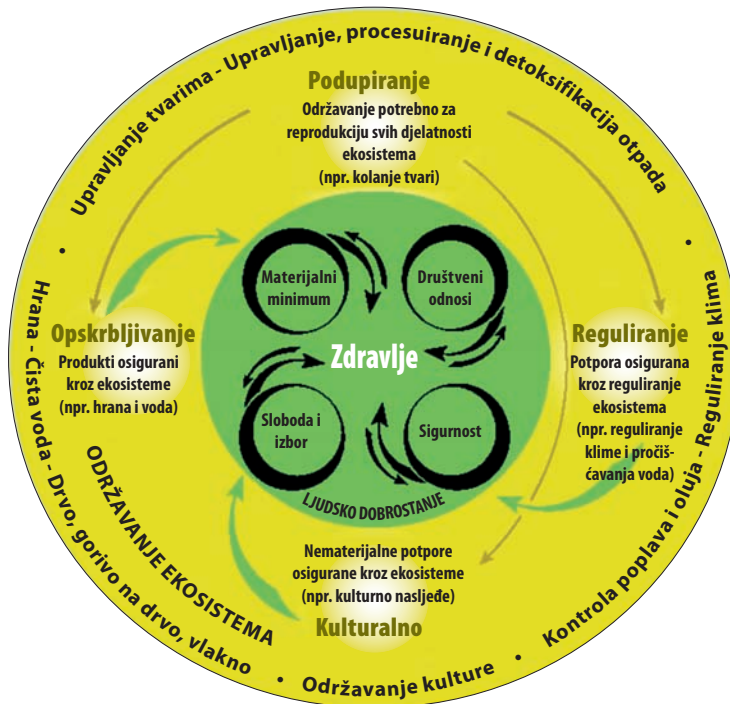 Upravljanje tvarima - Upravljanje, procesuiranje i detoksifikacija otpada
Podupiranje
Održavanje potrebno za
reprodukciju svih djelatnosti
ekosistema
(npr. kolanje tvari)
Materijalni
minimum
Društveni
odnosi
Zdravlje
Sloboda i
izbor
Sigurnost
LJUDSKO DOBROSTANJE
Opskrbljivanje
Produkti osigurani
kroz ekosisteme
(npr. hrana i voda)
Reguliranje
Potpora osigurana
kroz reguliranje
ekosistema
(npr. reguliranje
klime i pročiš-
ćavanja voda)
Nematerijalne potpore
osigurane kroz ekosisteme
(npr. kulturno nasljeđe)
Kulturalno
ODRŽAVANJE EKOSISTEMA
Hrana - Čista voda - Drvo, gorivo na drvo, vlakno
• Održavanje kulture •
Kontrola poplava i oluja - Reguliranje klima